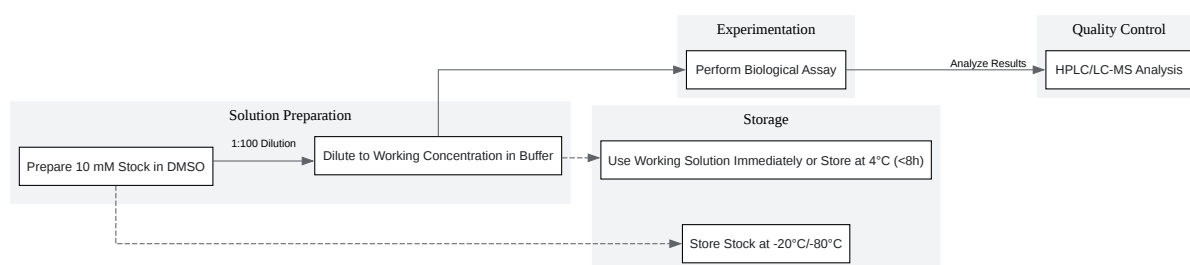 Experimentation
Quality Control
Perform Biological Assay
Analyze Results
HPLC/LC-MS Analysis
Solution Preparation
Storage
Prepare 10 mM Stock in DMSO
1:100 Dilution
Dilute to Working Concentration in Buffer
Use Working Solution Immediately or Store at 4°C (<8h)
Store Stock at -20°C/-80°C